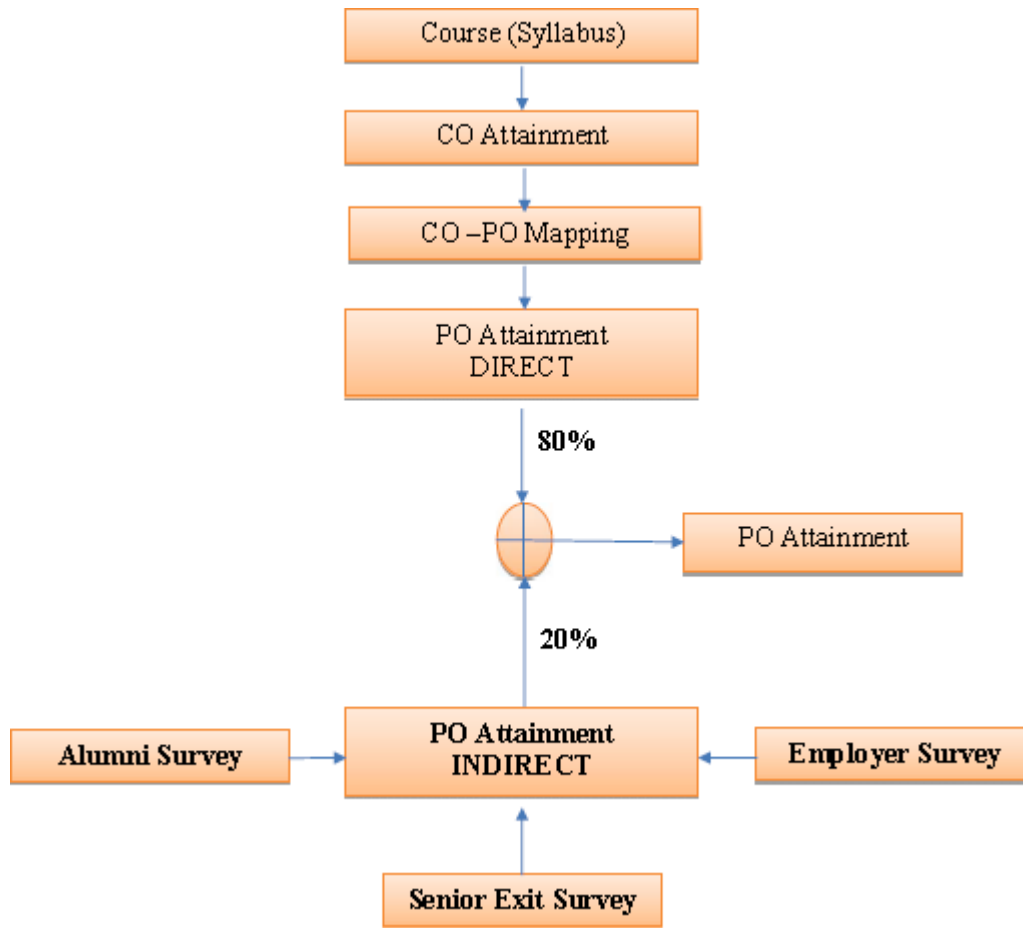 Course (Syllabus)
CO Attainment
CO –PO Mapping
PO Attainment
DIRECT
80%
PO Attainment
20%
PO Attainment
INDIRECT
Alumni Survey
Employer Survey
Senior Exit Survey